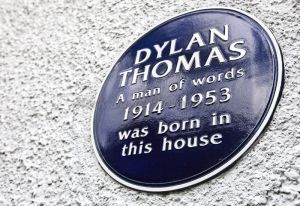 DYLAN
THOMAS
A man of words
1914-1953
was born in
this house